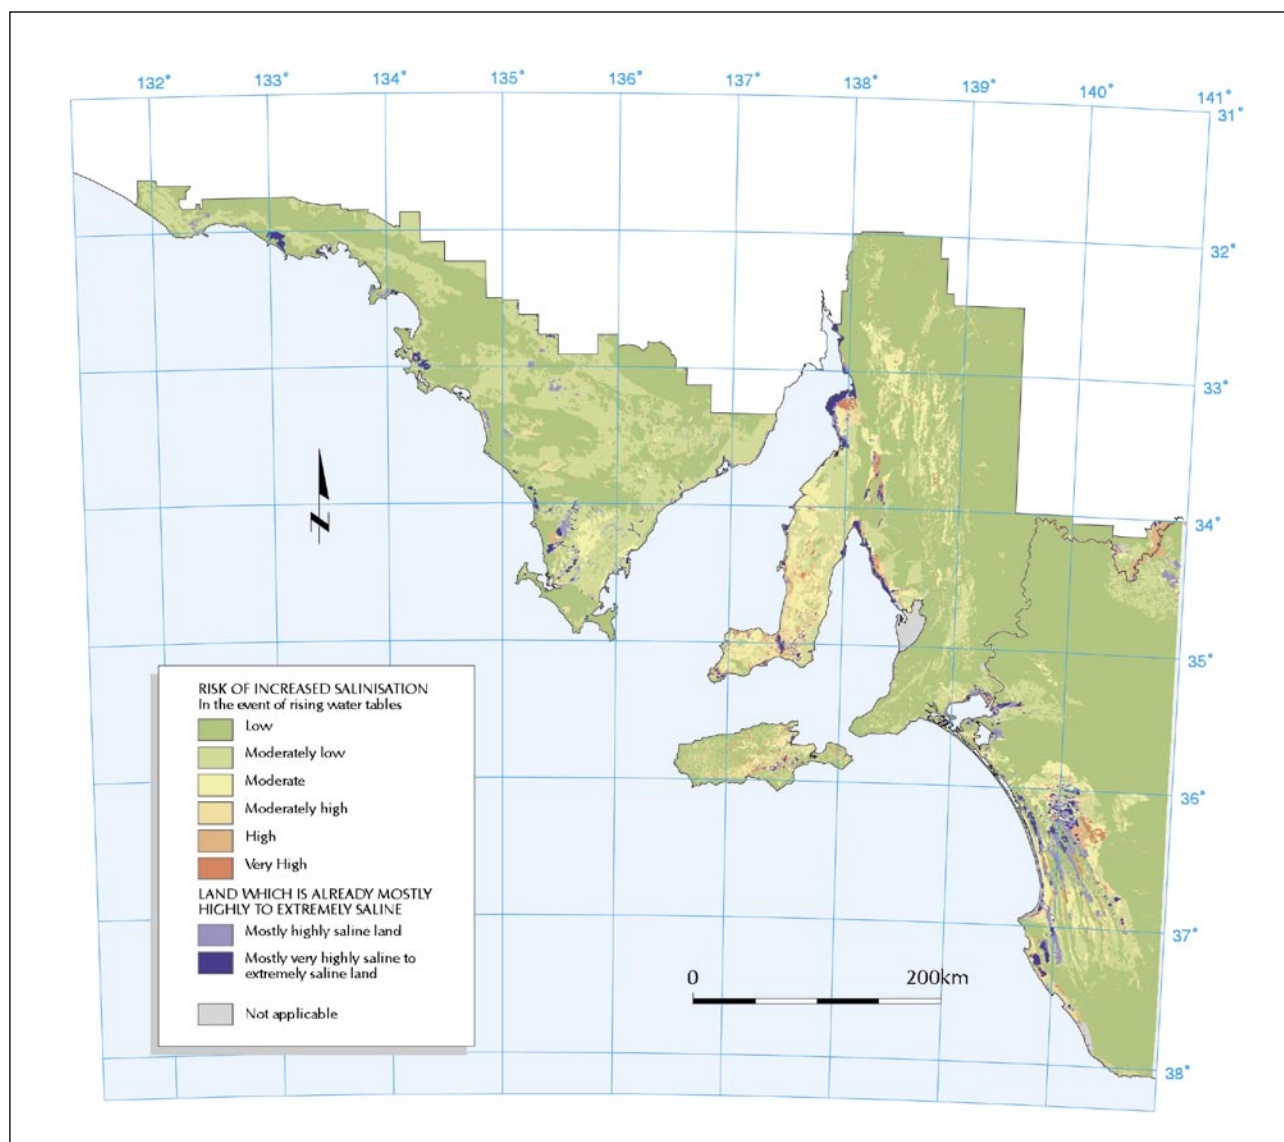 132° 133° 134° 135° 136° 137° 138° 139° 140° 141°
31°
32°
33°
34°
35°
36°
37°
38°
N
RISK OF INCREASED SALINISATION
In the event of rising water tables
Low
Moderately low
Moderate
Moderately high
High
Very High
LAND WHICH IS ALREADY MOSTLY
HIGHLY TO EXTREMELY SALINE
Mostly highly saline land
Mostly very highly saline to
extremely saline land
Not applicable
0 200km